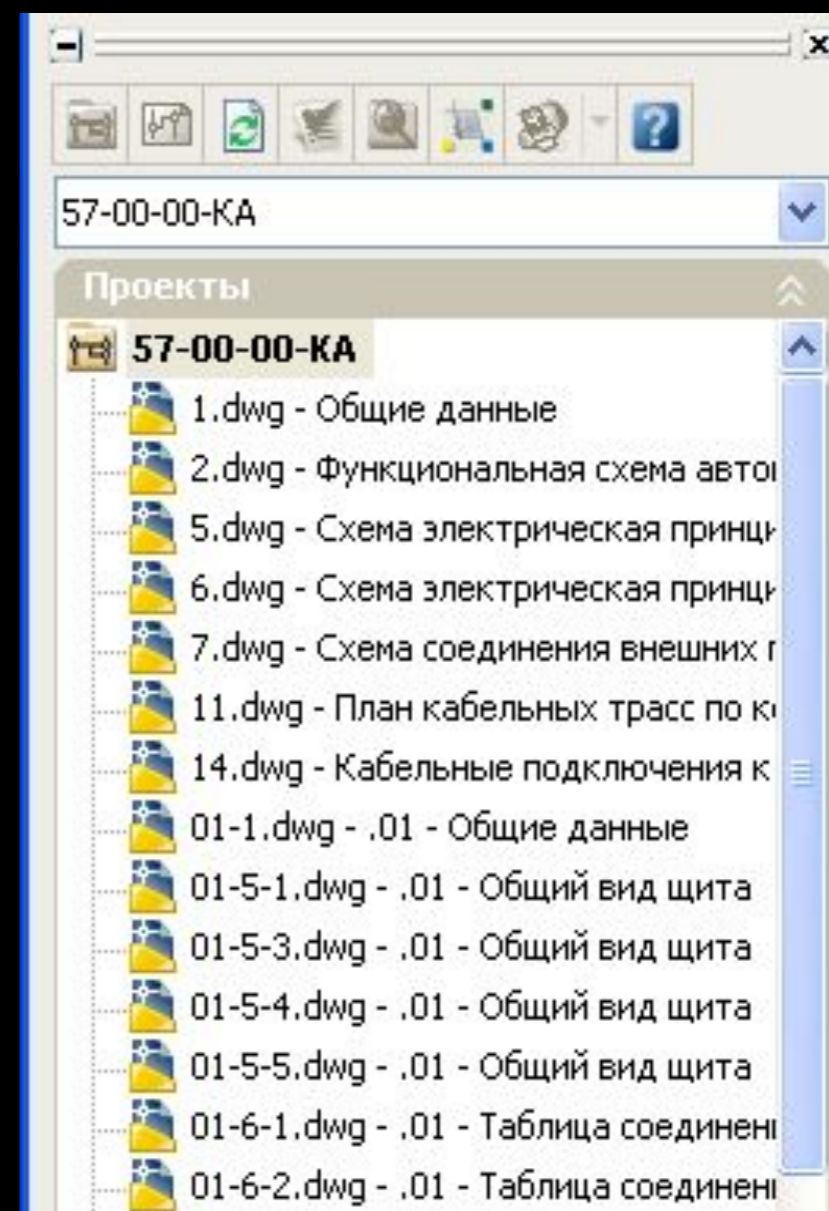 57-00-00-КА
Проекты
57-00-00-КА
1.dwg - Общие данные
2.dwg - Функциональная схема авто
5.dwg - Схема электрическая принци
6.dwg - Схема электрическая принци
7.dwg - Схема соединения внешних
11.dwg - План кабельных трасс по к
14.dwg - Кабельные подключения к
01-1.dwg - .01 - Общие данные
01-5-1.dwg - .01 - Общий вид щита
01-5-3.dwg - .01 - Общий вид щита
01-5-4.dwg - .01 - Общий вид щита
01-5-5.dwg - .01 - Общий вид щита
01-6-1.dwg - .01 - Таблица соединен
01-6-2.dwg - .01 - Таблица соединен